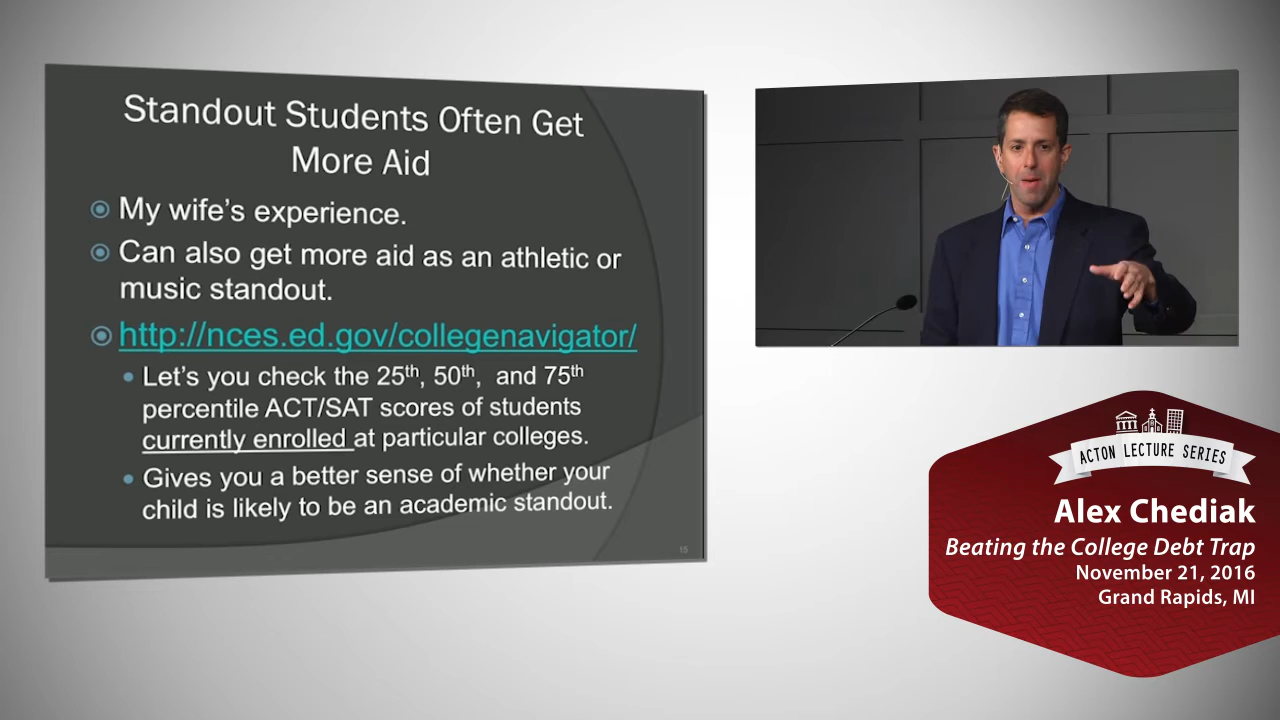 Standout Students Often Get
More Aid
My wife’s experience.
Can also get more aid as an athletic or
music standout.
http://nces.ed.gov/collegenavigator/
Let’s you check the 25th, 50th, and 75th
percentile ACT/SAT scores of students
currently enrolled at particular colleges.
Gives you a better sense of whether your
child is likely to be an academic standout.
15
ACTON LECTURE SERIES
Alex Chediak
Beating the College Debt Trap
November 21, 2016
Grand Rapids, MI